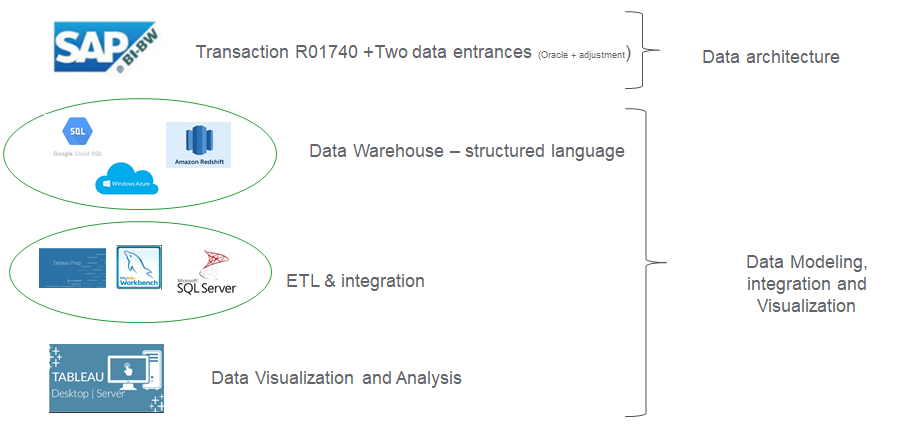 SAP
BI-BW
Transaction R01740 +Two data entrances (Oracle + adjustment)
Data architecture
SQL
Google Cloud SQL
Amazon Redshift
Windows Azure
Data Warehouse – structured language
Tableau Prep
MySQL
Workbench
Microsoft
SQL Server
ETL & integration
Data Modeling,
integration and
Visualization
TABLEAU
Desktop | Server
Data Visualization and Analysis